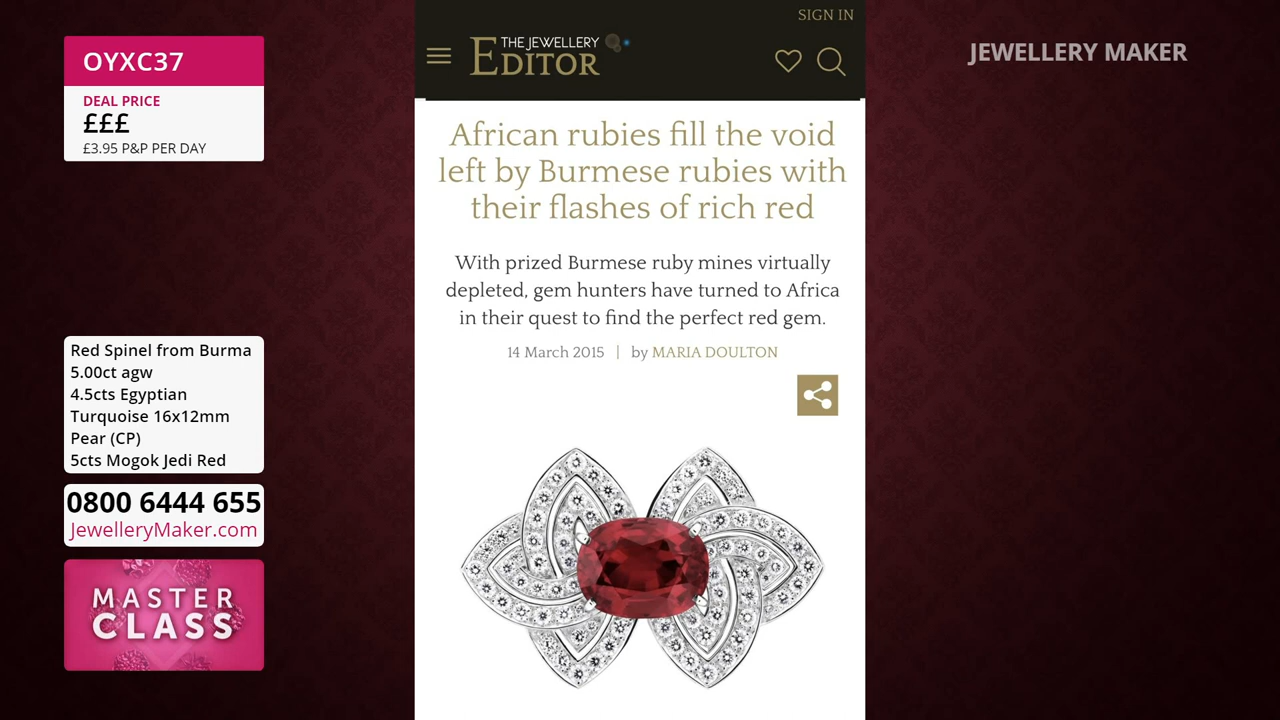 OYXC37
DEAL PRICE
£££
£3.95 P&P PER DAY
Red Spinel from Burma
5.00ct agw
4.5cts Egyptian
Turquoise 16x12mm
Pear (CP)
5cts Mogok Jedi Red
0800 6444 655
JewelleryMaker.com
MASTER
CLASS
SIGN IN
THE JEWELLERY
EDITOR
African rubies fill the void
left by Burmese rubies with
their flashes of rich red
With prized Burmese ruby mines virtually
depleted, gem hunters have turned to Africa
in their quest to find the perfect red gem.
14 March 2015 | by MARIA DOULTON
JEWELLERY MAKER